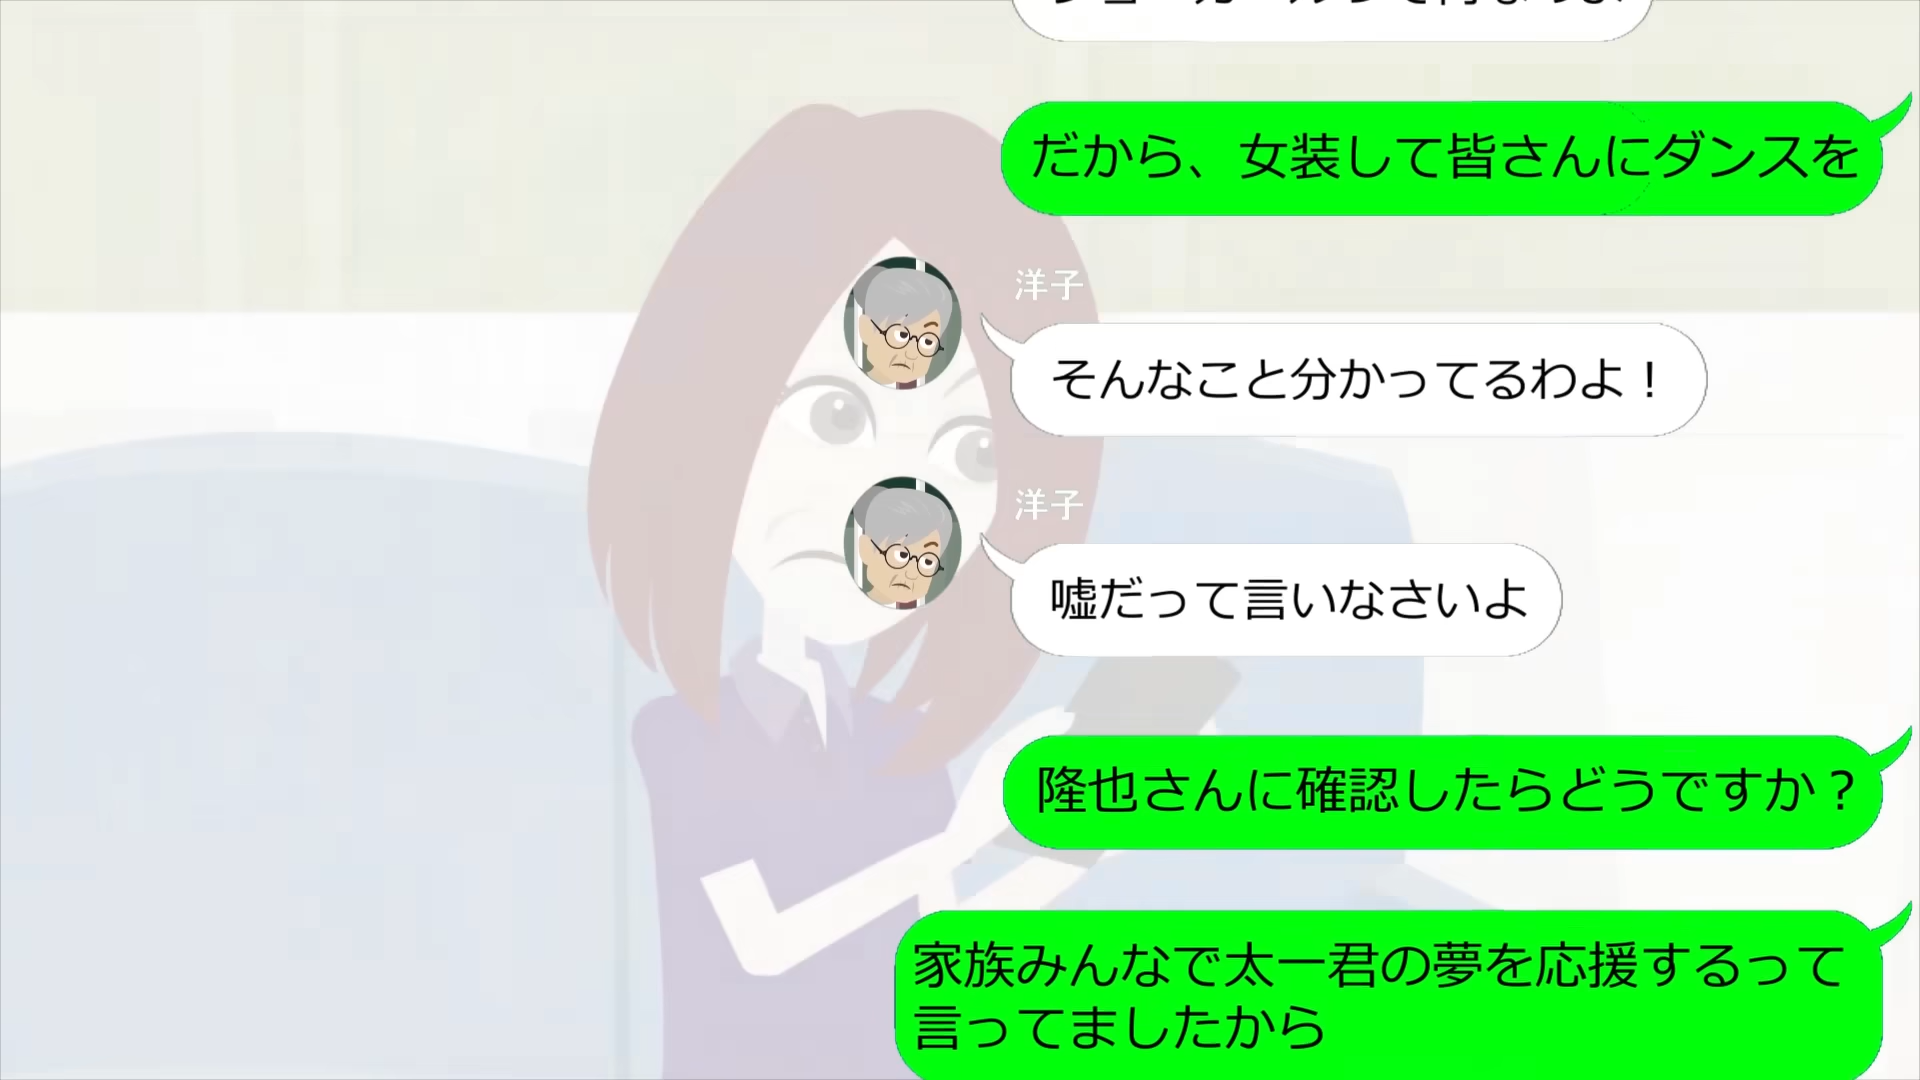 だから、女装して皆さんにダンスを
洋子
そんなこと分かってるわよ！
洋子
嘘だって言いなさいよ
隆也さんに確認したらどうですか？
家族みんなで太一君の夢を応援するって
言ってましたから